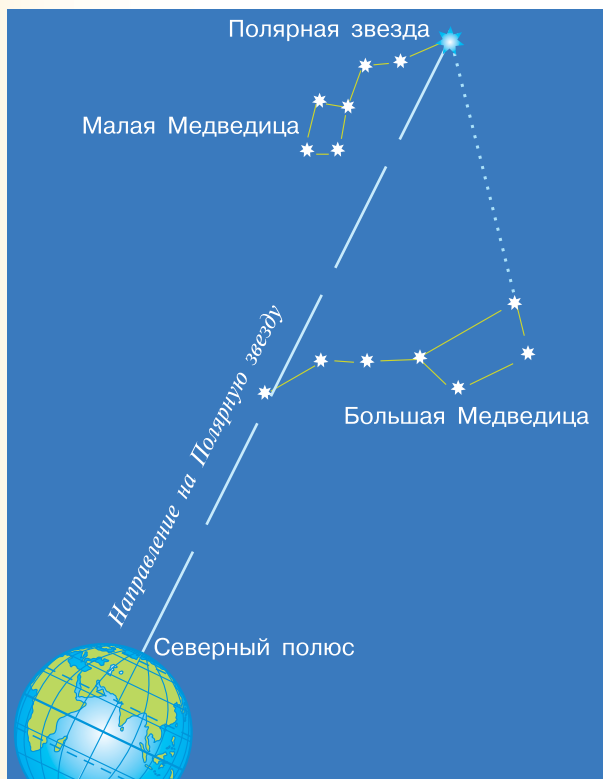 Полярная звезда
Малая Медведица
Направление на Полярную звезду
Большая Медведица
Северный полюс